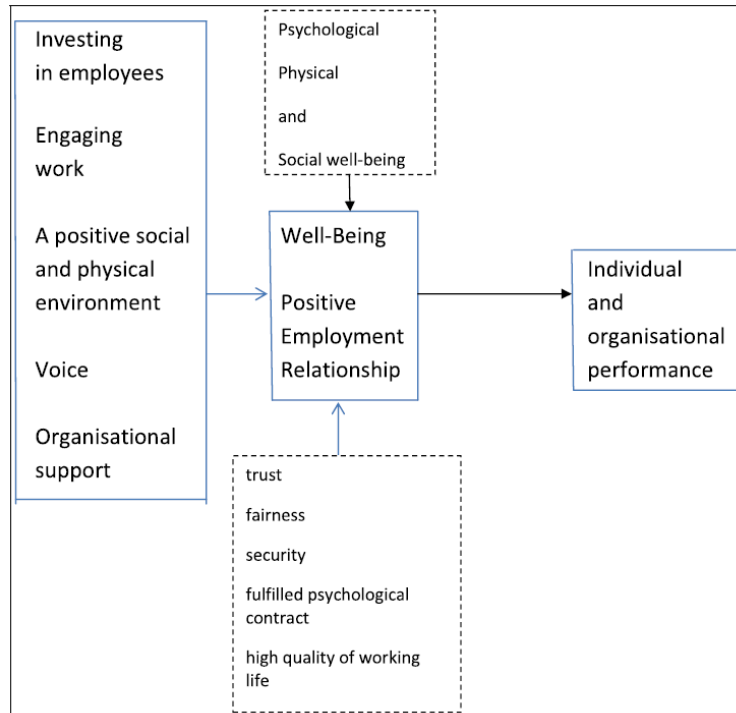 Investing
in employees
Engaging
work
A positive social
and physical
environment
Voice
Organisational
support
Psychological
Physical
and
Social well-being
Well-Being
Positive
Employment
Relationship
trust
fairness
security
fulfilled psychological
contract
high quality of working
life
Individual
and
organisational
performance